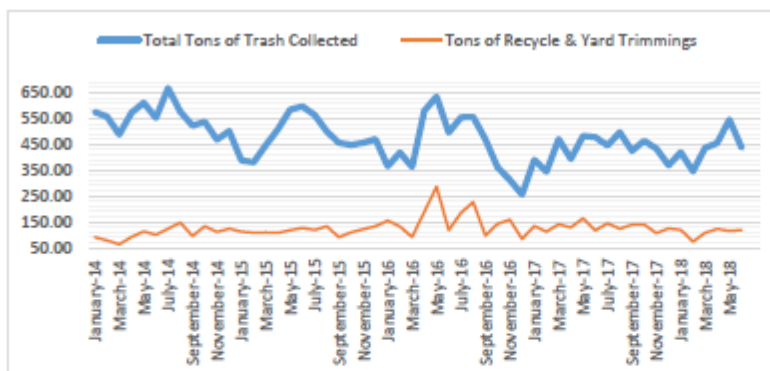 Total Tons of Trash Collected Tons of Recycle & Yard Trimmings
650.00
550.00
450.00
350.00
250.00
150.00
50.00
January-14
March-14
May-14
July-14
September-14
November-14
January-15
March-15
May-15
July-15
September-15
November-15
January-16
March-16
May-16
July-16
September-16
November-16
January-17
March-17
May-17
July-17
September-17
November-17
January-18
March-18
May-18